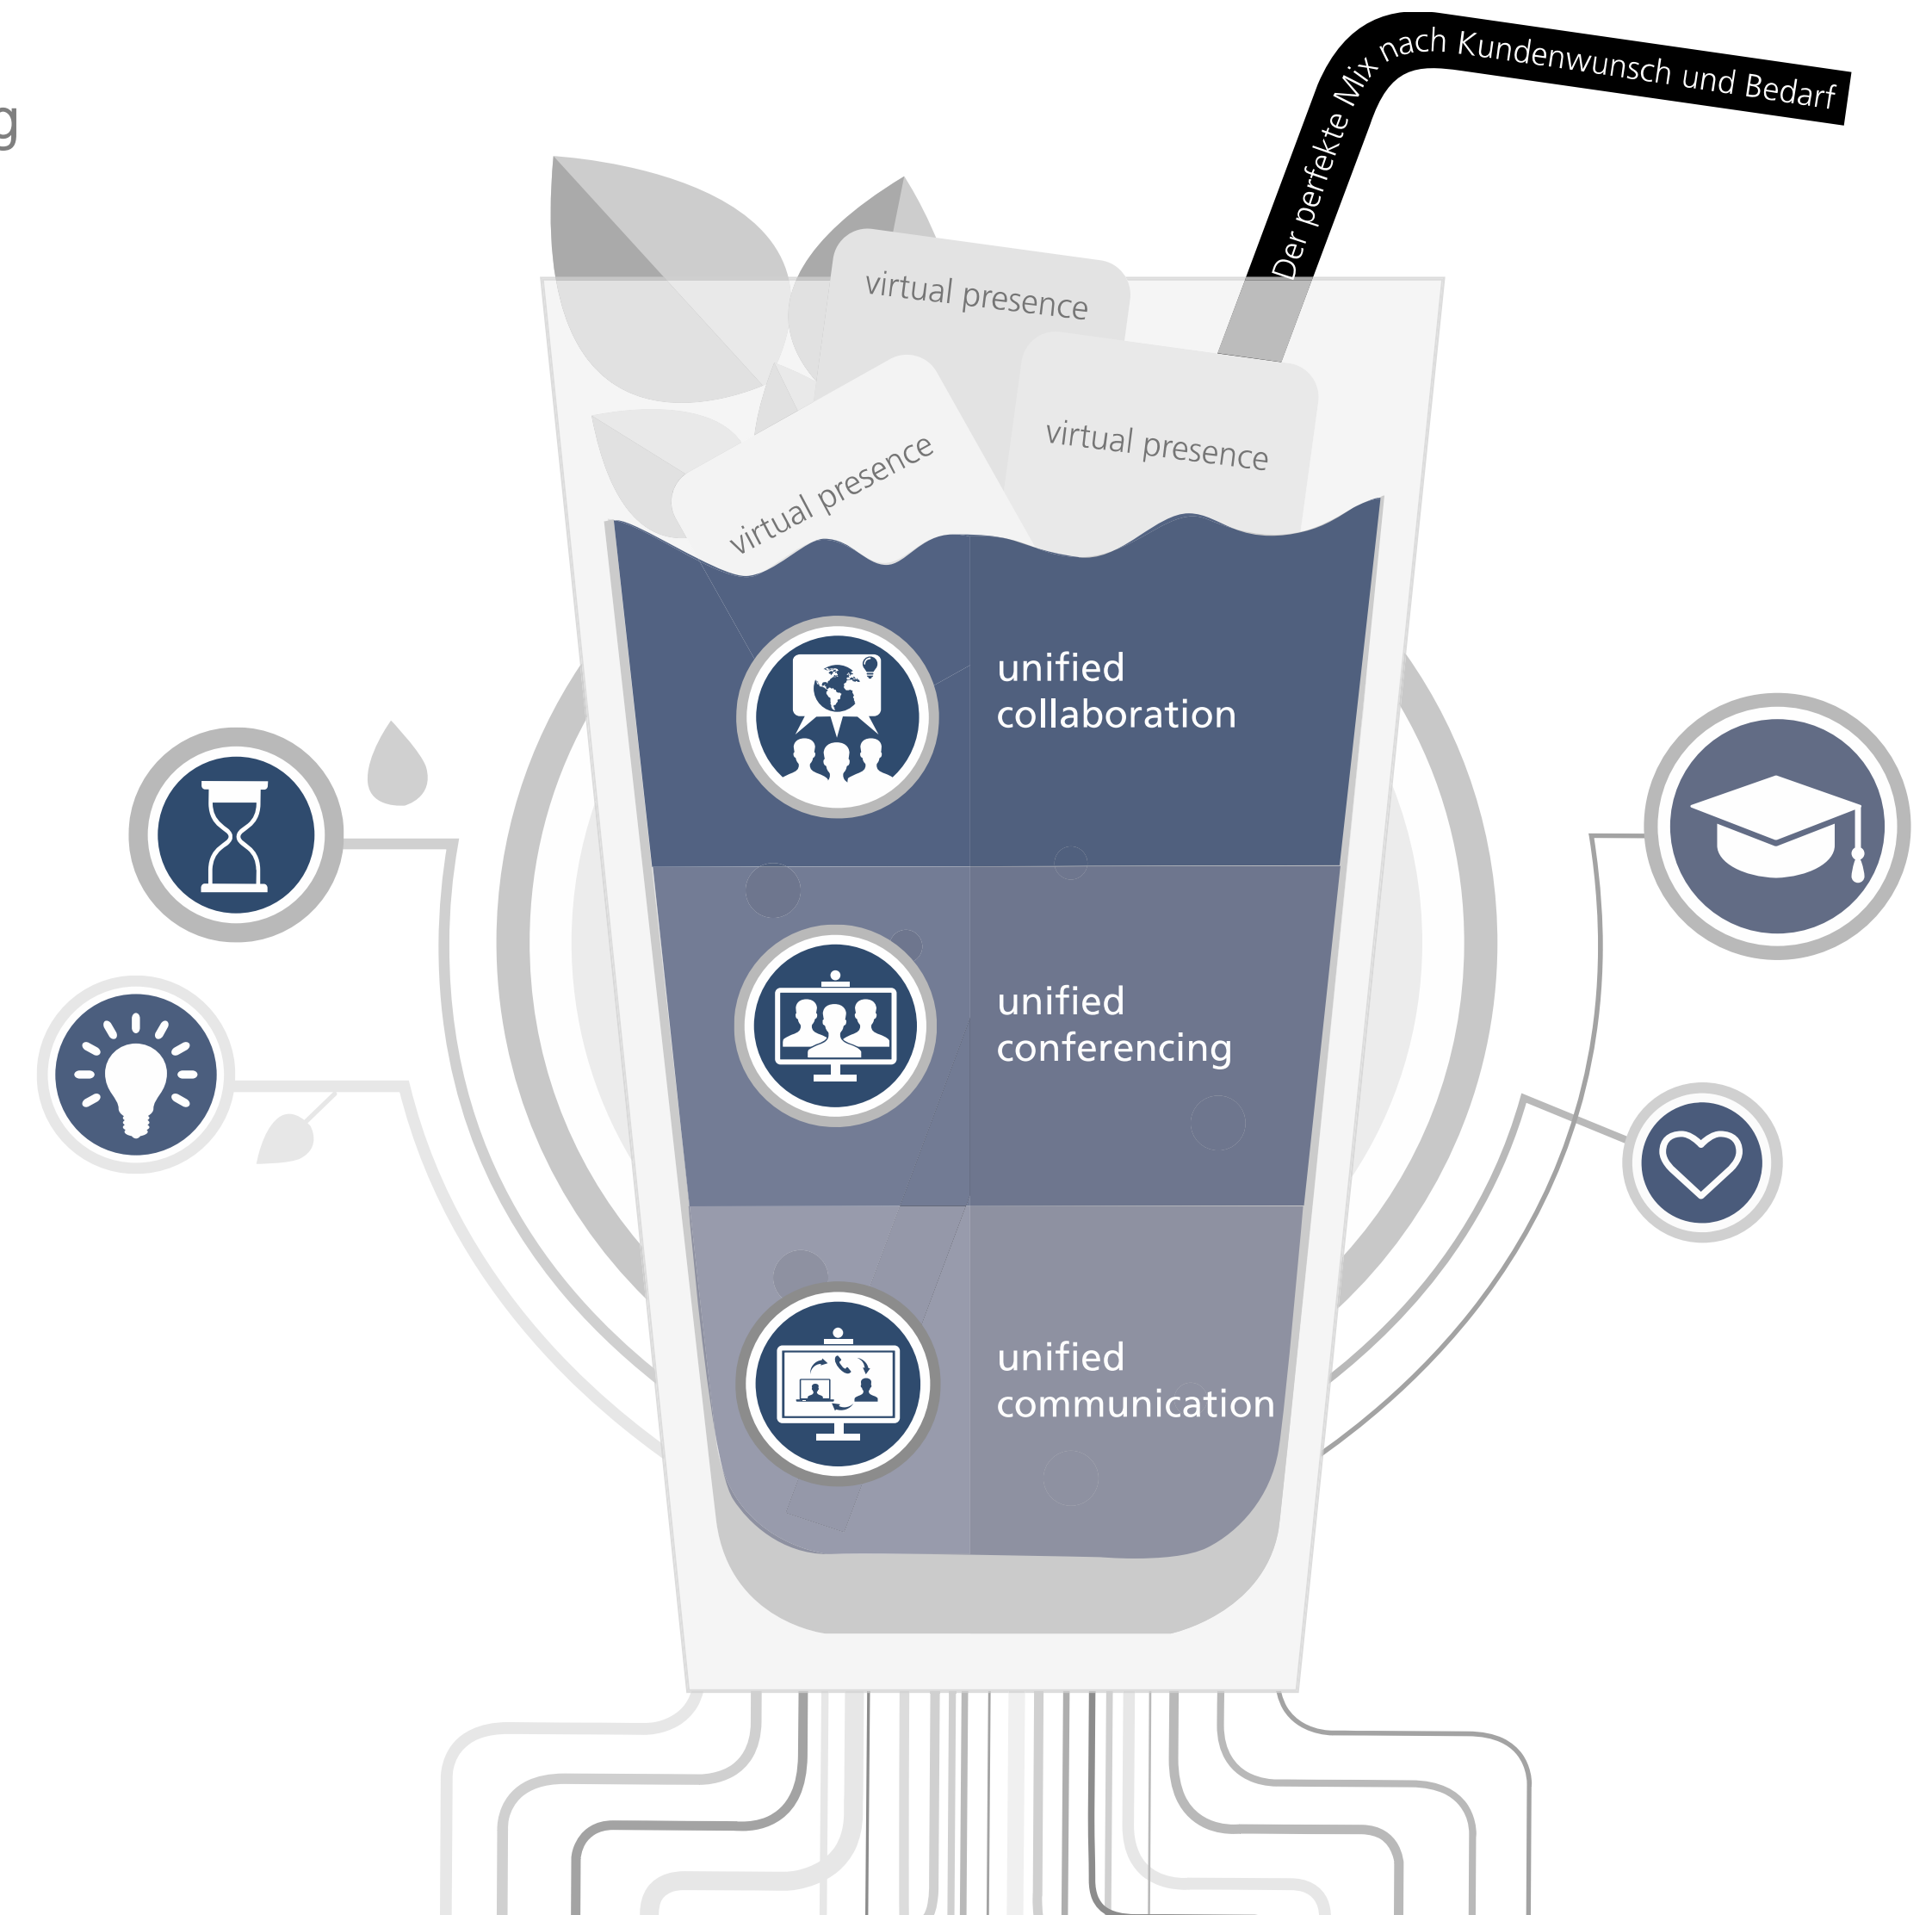 g
Der perfekte Mix nach Kundenwunsch und Bedarf
virtual presence
virtual presence
virtual presence
unified
collaboration
unified
conferencing
unified
communication